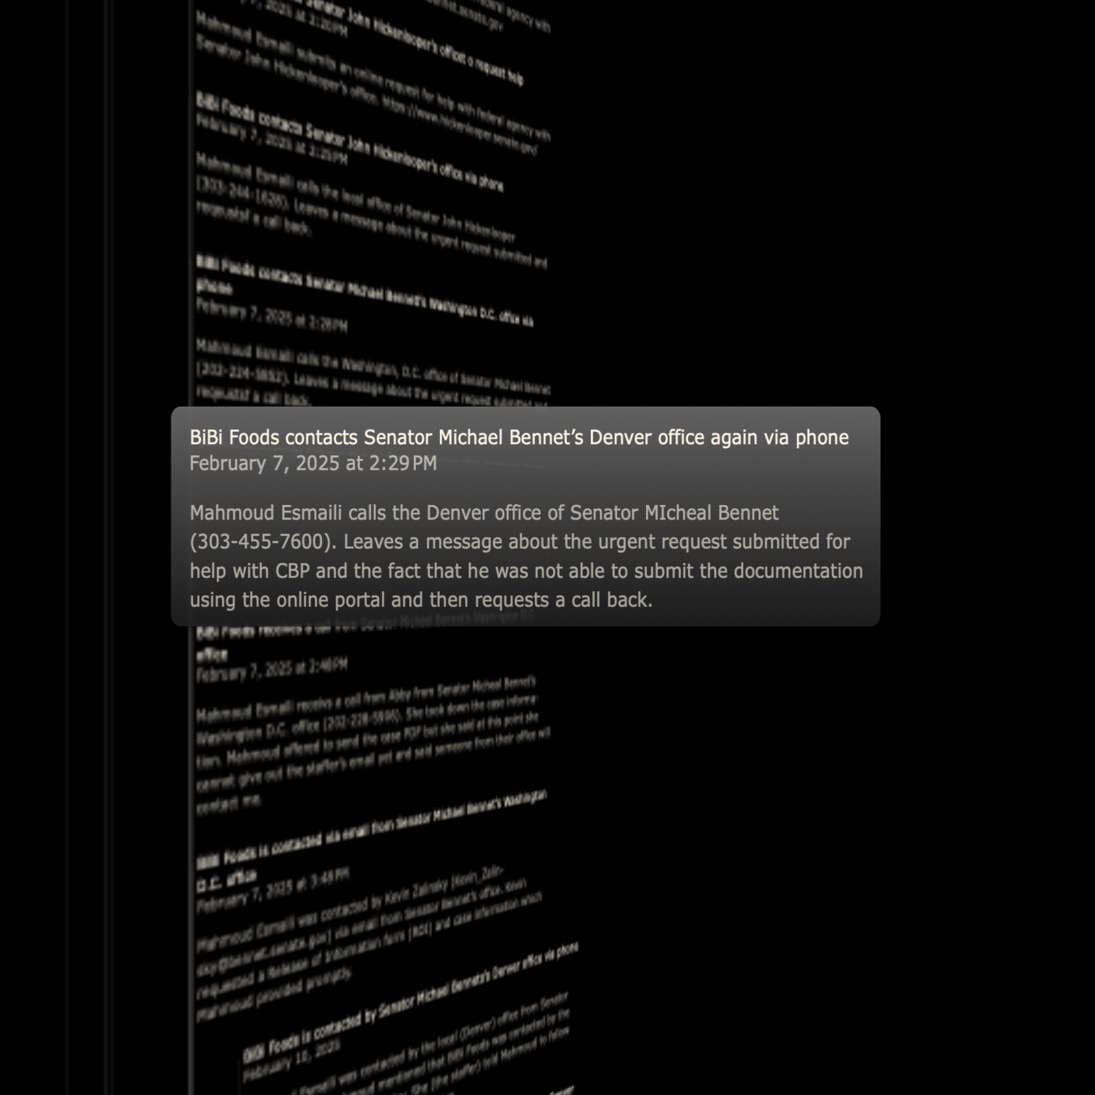 February 7, 2025 at 2:20PM
Senator John Hickenlooper's office to request help
Mahmoud Esmaili submits an online request for help with federal agency with
Senator John Hickenlooper's office. https://www.hickenlooper.senate.gov/
BiBi Foods contacts Senator John Hickenlooper's office via phone
February 7, 2025 at 2:25PM
Mahmoud Esmaili calls the local office of Senator John Hickenlooper
(303-244-1628). Leaves a message about the urgent request submitted and
a call back.
BiBi Foods contacts Senator Michael Bennet's Washington D.C. office via
phone
February 7, 2025 at 2:28PM
Mahmoud Esmaili calls the Washington, D.C. office of Senator Michael Bennet
(202-224-5852). Leaves a message about the urgent request submitted and
a call back.
BiBi Foods contacts Senator Michael Bennet’s Denver office again via phone
February 7, 2025 at 2:29 PM
Mahmoud Esmaili calls the Denver office of Senator MIcheal Bennet
(303-455-7600). Leaves a message about the urgent request submitted for
help with CBP and the fact that he was not able to submit the documentation
using the online portal and then requests a call back.
BiBi Foods receives a call from Senator Michael Bennet's Washington D.C.
office
February 7, 2025 at 2:48PM
Mahmoud Esmaili receive a call from Abby from Senator Micheal Bennet's
Washington D.C. office. She took down the case informa-
tion. Mahmoud offered to send the case PDF but she said at this point she
cannot give out the staffer's email yet and said someone from their office will
contact me.
BiBi Foods is contacted via email from Senator Michael Bennet's Washington
D.C. office
February 7, 2025 at 3:48PM
Mahmoud Esmaili was contacted by Kevin Zalinsky (Kevin_Zalin-
sky@bennet.senate.gov) via email from Senator Bennet's office. Kevin
requested a Release of Information form (ROI) and case information which
Mahmoud provided promptly.
BiBi Foods is contacted by Senator Michael Bennets's Denver office via phone
February 10, 2025
Esmaili was contacted by the local (Denver) office from Senator
mentioned that BiBi Foods was contacted by the
She (the staffer) told Mahmoud to follow